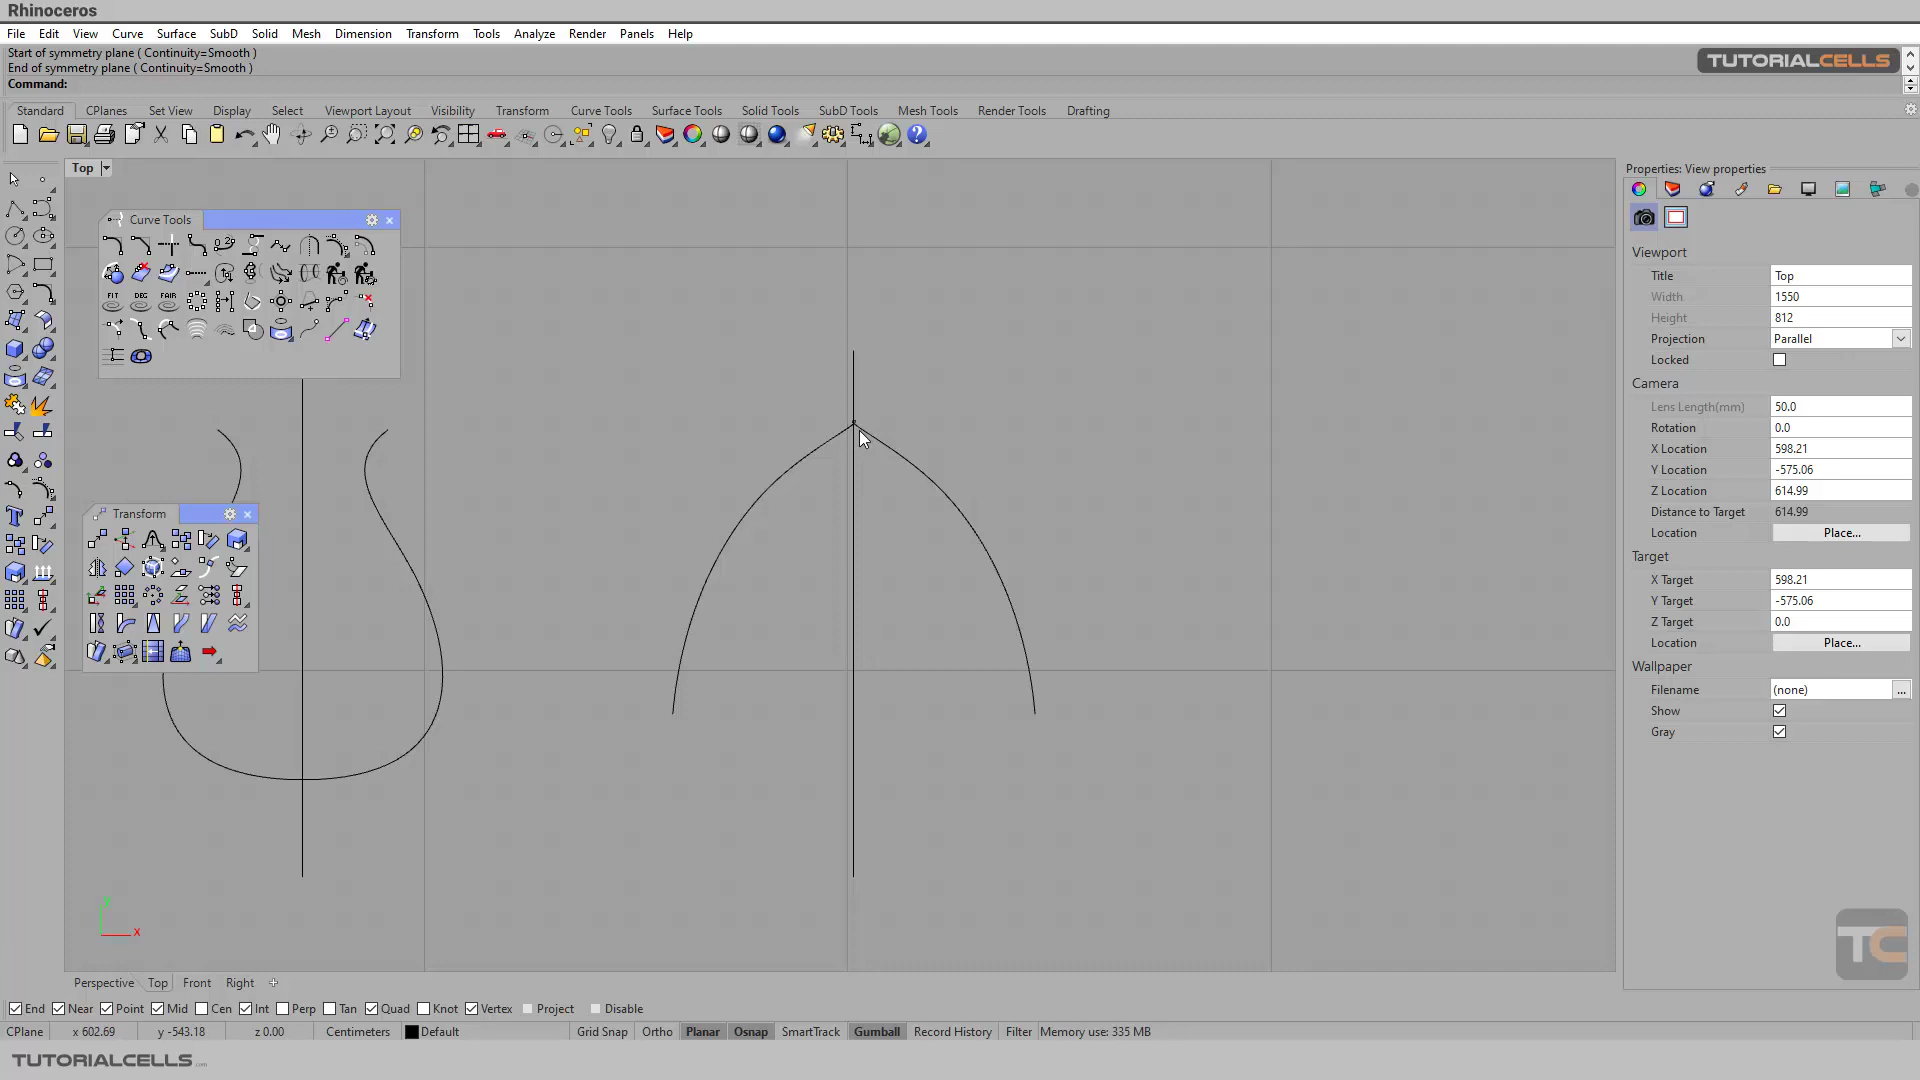 Rhinoceros
File Edit View Curve Surface SubD Solid Mesh Dimension Transform Tools Analyze Render Panels Help
Start of symmetry plane ( Continuity=Smooth )
End of symmetry plane ( Continuity=Smooth )
Command:
TUTORIALCELLS
Standard CPlanes Set View Display Select Viewport Layout Visibility Transform Curve Tools Surface Tools Solid Tools SubD Tools Mesh Tools Render Tools Drafting
Top
Curve Tools
FIT DEG FAIR
Transform
y
x
Properties: View properties
Viewport
Title Top
Width 1550
Height 812
Projection Parallel
Locked
Camera
Lens Length(mm) 50.0
Rotation 0.0
X Location 598.21
Y Location -575.06
Z Location 614.99
Distance to Target 614.99
Location Place...
Target
X Target 598.21
Y Target -575.06
Z Target 0.0
Location Place...
Wallpaper
Filename (none) ...
Show
Gray
TC
Perspective Top Front Right
End Near Point Mid Cen Int Perp Tan Quad Knot Vertex Project Disable
CPlane x 602.69 y -543.18 z 0.00 Centimeters Default Grid Snap Ortho Planar Osnap SmartTrack Gumball Record History Filter Memory use: 335 MB
TUTORIALCELLS.com